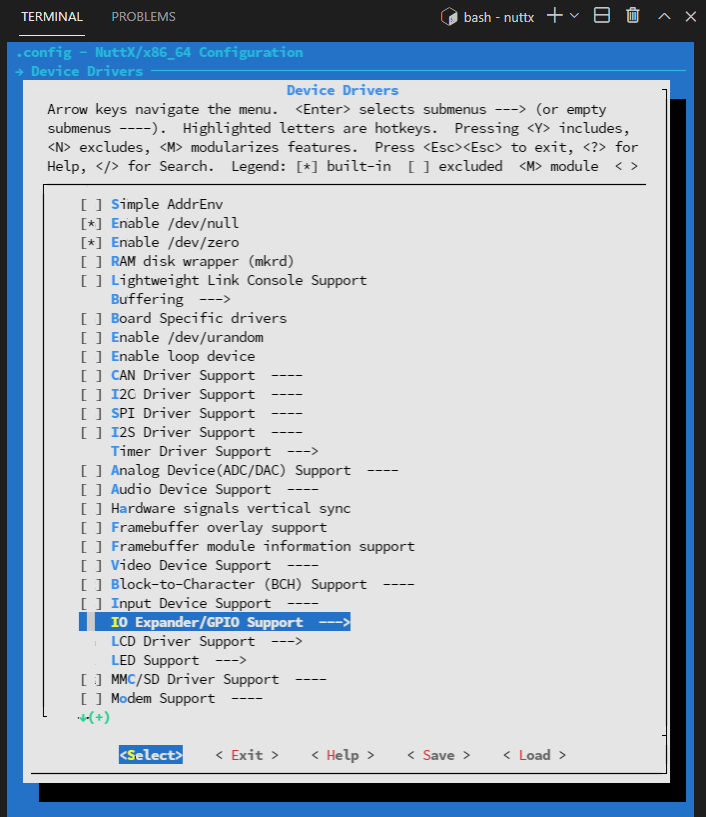 TERMINAL PROBLEMS bash - nuttx
.config - NuttX/x86_64 Configuration
→ Device Drivers
Device Drivers
Arrow keys navigate the menu. <Enter> selects submenus ---> (or empty
submenus ----). Highlighted letters are hotkeys. Pressing <Y> includes,
<N> excludes, <M> modularizes features. Press <Esc><Esc> to exit, <?> for
Help, </> for Search. Legend: [*] built-in [ ] excluded <M> module < >
[ ] Simple AddrEnv
[*] Enable /dev/null
[*] Enable /dev/zero
[ ] RAM disk wrapper (mkrd)
[ ] Lightweight Link Console Support
Buffering --->
[ ] Board Specific drivers
[ ] Enable /dev/urandom
[ ] Enable loop device
[ ] CAN Driver Support ----
[ ] I2C Driver Support ----
[ ] SPI Driver Support ----
[ ] I2S Driver Support ----
Timer Driver Support --->
[ ] Analog Device(ADC/DAC) Support ----
[ ] Audio Device Support ----
[ ] Hardware signals vertical sync
[ ] Framebuffer overlay support
[ ] Framebuffer module information support
[ ] Video Device Support ----
[ ] Block-to-Character (BCH) Support ----
[ ] Input Device Support ----
IO Expander/GPIO Support --->
LCD Driver Support --->
LED Support --->
[ ] MMC/SD Driver Support ----
[ ] Modem Support ----
↓(+)
<Select> < Exit > < Help > < Save > < Load >